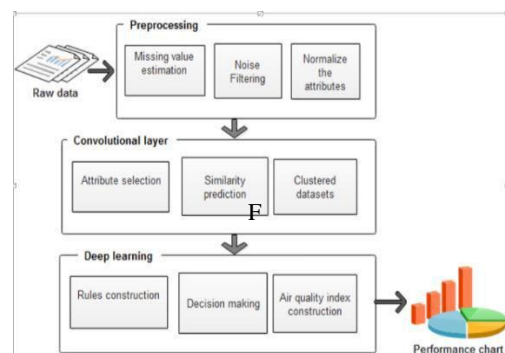 Preprocessing
Raw data
Missing value
estimation
Noise
Filtering
Normalize
the
attributes
Convolutional layer
Attribute selection
Similarity
prediction
F
Clustered
datasets
Deep learning
Rules construction
Decision making
Air quality index
construction
Performance chart